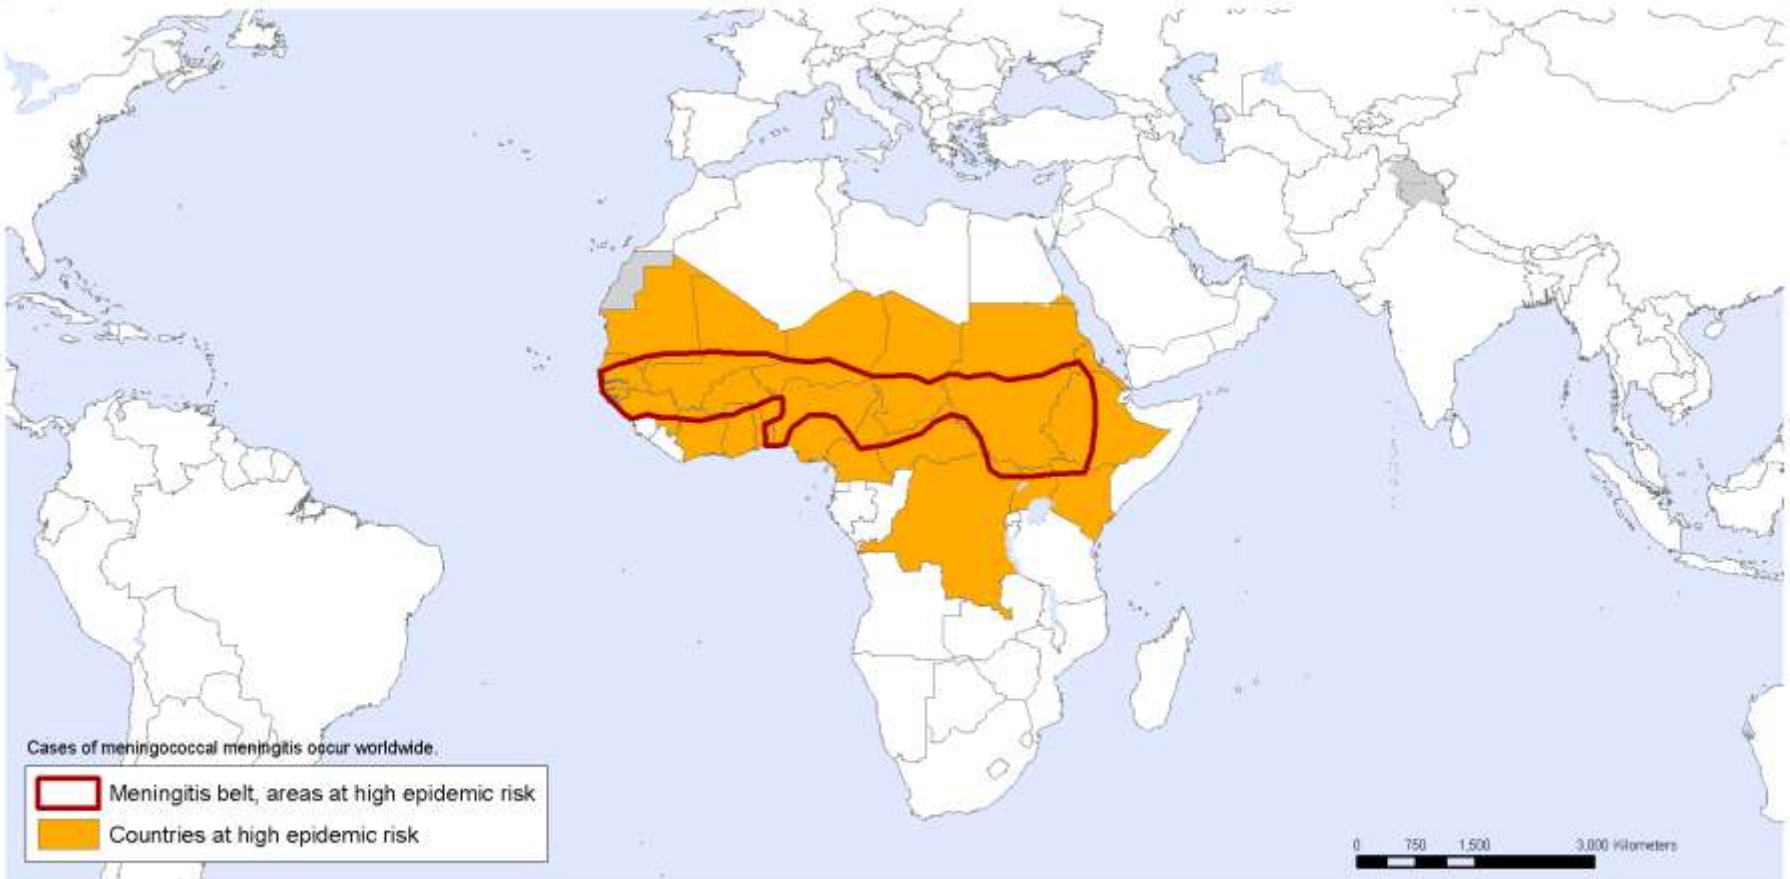 Cases of meningococcal meningitis occur worldwide.
Meningitis belt, areas at high epidemic risk
Countries at high epidemic risk
0 750 1,500 3,000 Kilometers